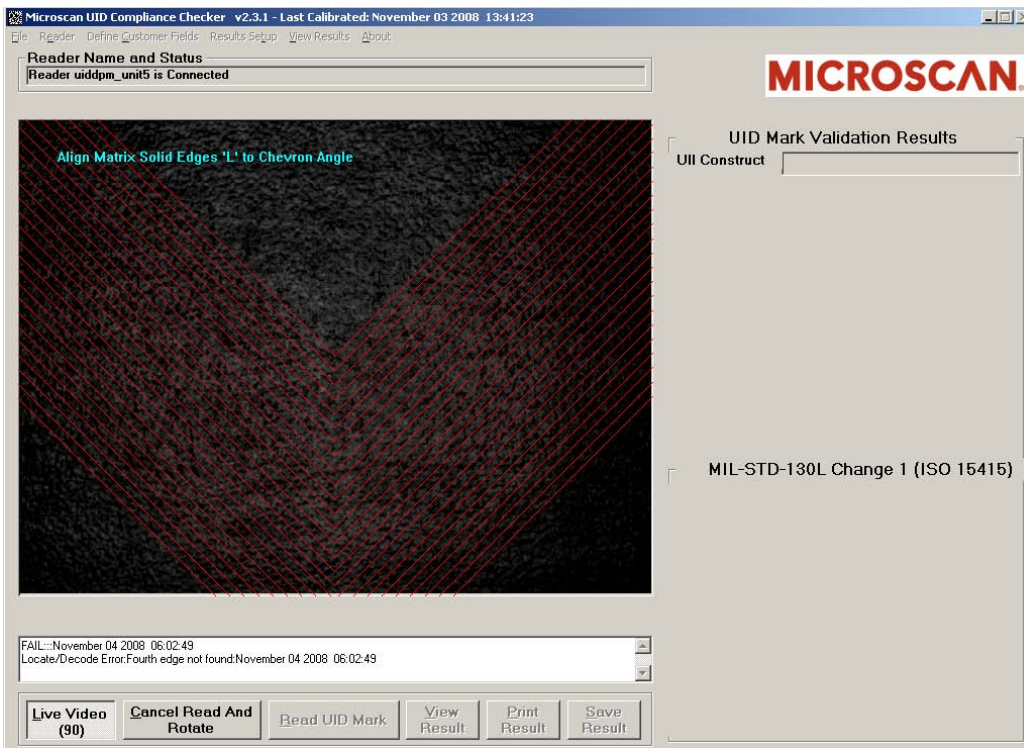 Microscan UID Compliance Checker v2.3.1 - Last Calibrated: November 03 2008 13:41:23
File Reader Define Customer Fields Results Setup View Results About
Reader Name and Status
Reader uiddpm_unit5 is Connected
MICROSCAN®
Align Matrix Solid Edges 'L' to Chevron Angle
UID Mark Validation Results
UII Construct
MIL-STD-130L Change 1 (ISO 15415)
FAIL:::November 04 2008 06:02:49
Locate/Decode Error:Fourth edge not found:November 04 2008 06:02:49
Live Video
(90)
Cancel Read And
Rotate
Read UID Mark
View
Result
Print
Result
Save
Result